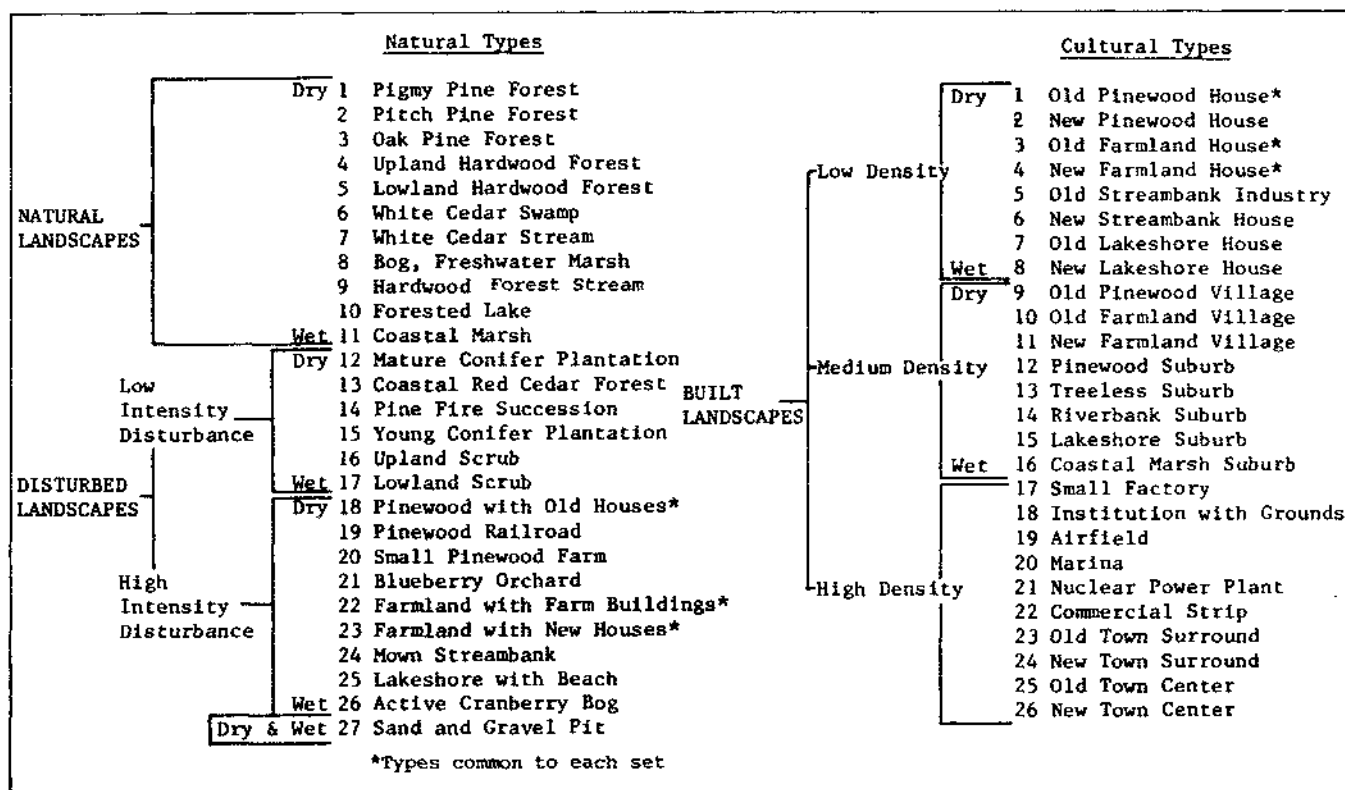 Natural Types
Dry 1 Pigmy Pine Forest
2 Pitch Pine Forest
3 Oak Pine Forest
4 Upland Hardwood Forest
5 Lowland Hardwood Forest
6 White Cedar Swamp
7 White Cedar Stream
8 Bog, Freshwater Marsh
9 Hardwood Forest Stream
10 Forested Lake
Wet 11 Coastal Marsh
Dry 12 Mature Conifer Plantation
13 Coastal Red Cedar Forest
14 Pine Fire Succession
15 Young Conifer Plantation
16 Upland Scrub
Wet 17 Lowland Scrub
Dry 18 Pinewood with Old Houses*
19 Pinewood Railroad
20 Small Pinewood Farm
21 Blueberry Orchard
22 Farmland with Farm Buildings*
23 Farmland with New Houses*
24 Mown Streambank
25 Lakeshore with Beach
Wet 26 Active Cranberry Bog
Dry & Wet 27 Sand and Gravel Pit
*Types common to each set
NATURAL
LANDSCAPES
Low
Intensity
Disturbance
DISTURBED
LANDSCAPES
High
Intensity
Disturbance
Cultural Types
Dry 1 Old Pinewood House*
2 New Pinewood House
3 Old Farmland House*
4 New Farmland House*
5 Old Streambank Industry
6 New Streambank House
7 Old Lakeshore House
Wet 8 New Lakeshore House
Dry 9 Old Pinewood Village
10 Old Farmland Village
11 New Farmland Village
12 Pinewood Suburb
13 Treeless Suburb
14 Riverbank Suburb
15 Lakeshore Suburb
Wet 16 Coastal Marsh Suburb
17 Small Factory
18 Institution with Grounds
19 Airfield
20 Marina
21 Nuclear Power Plant
22 Commercial Strip
23 Old Town Surround
24 New Town Surround
25 Old Town Center
26 New Town Center
Low Density
Medium Density
BUILT
LANDSCAPES
High Density